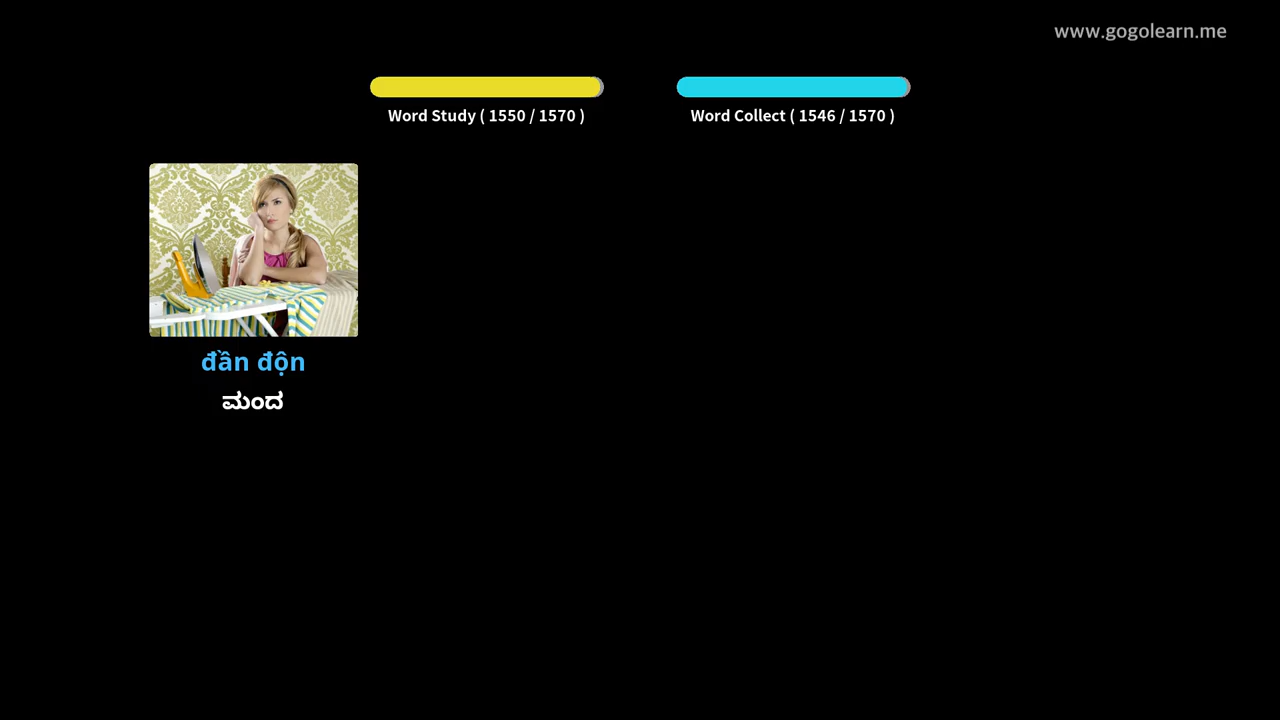 www.gogolearn.me
Word Study ( 1550 / 1570 )
Word Collect ( 1546 / 1570 )
đần độn
ಮಂದ